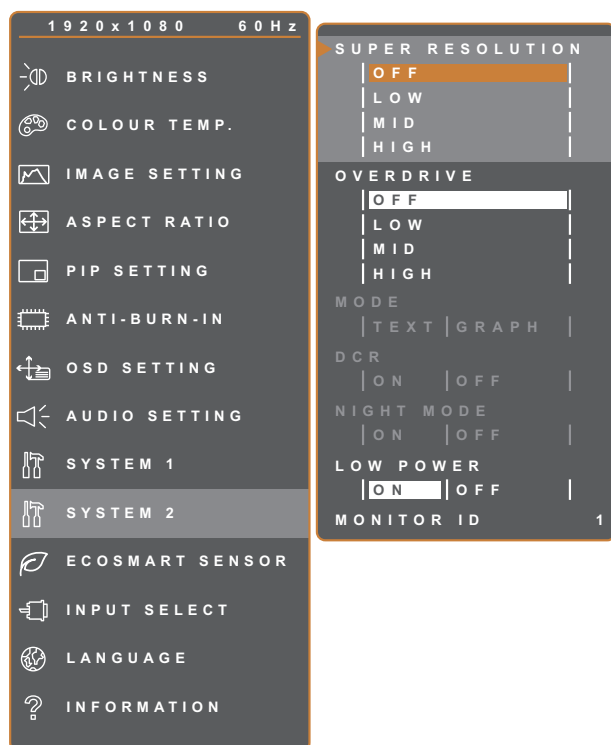 1920x1080 60Hz
BRIGHTNESS
COLOUR TEMP.
IMAGE SETTING
ASPECT RATIO
PIP SETTING
ANTI-BURN-IN
OSD SETTING
AUDIO SETTING
SYSTEM 1
SYSTEM 2
ECOSMART SENSOR
INPUT SELECT
LANGUAGE
INFORMATION
SUPER RESOLUTION
OFF
LOW
MID
HIGH
OVERDRIVE
OFF
LOW
MID
HIGH
MODE
TEXT GRAPH
DCR
ON OFF
NIGHT MODE
ON OFF
LOW POWER
ON OFF
MONITOR ID 1